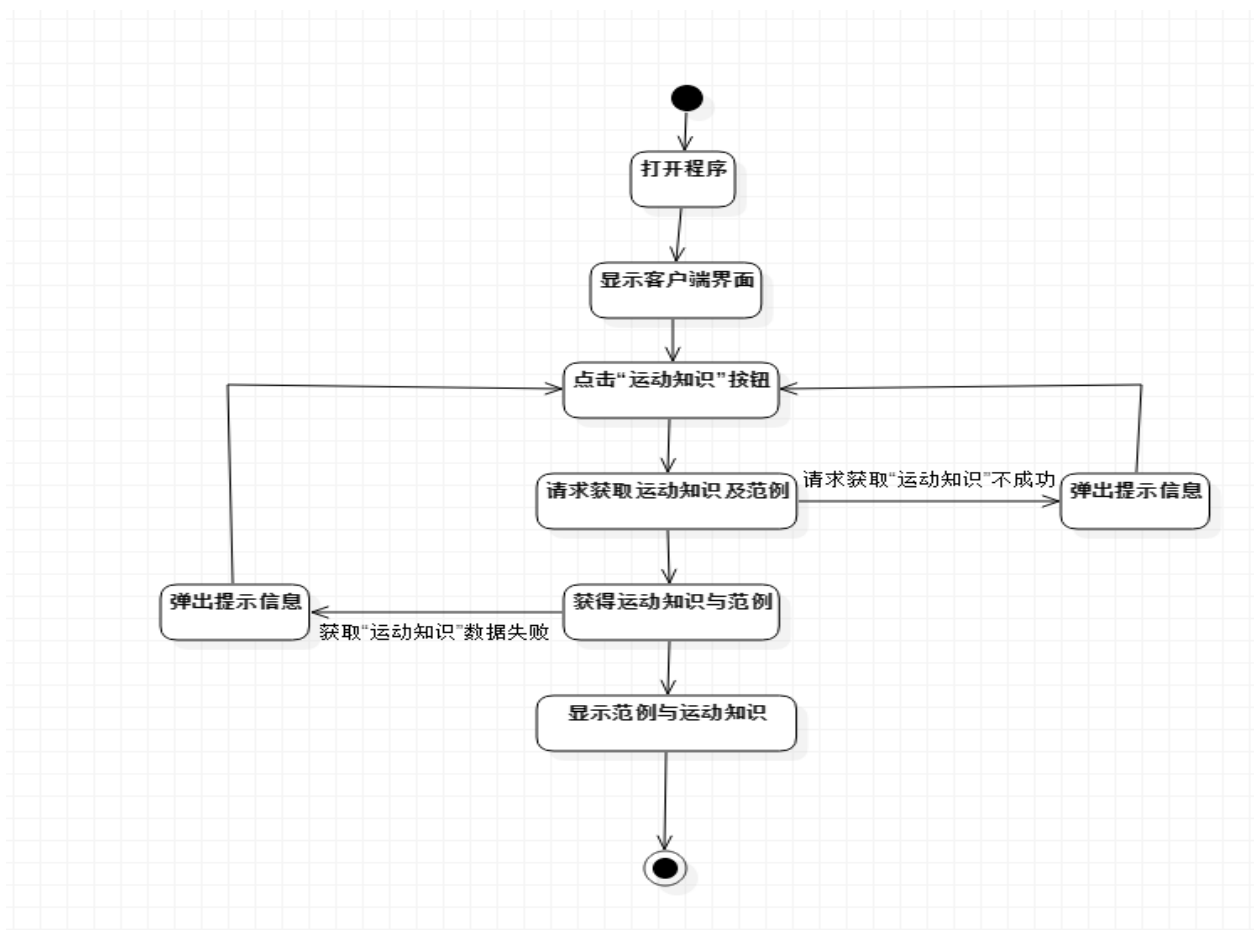 打开程序
显示客户端界面
点击“运动知识”按钮
请求获取运动知识及范例
请求获取“运动知识”不成功
弹出提示信息
弹出提示信息
获取“运动知识”数据失败
获得运动知识与范例
显示范例与运动知识